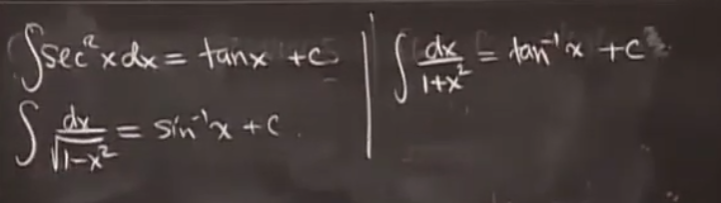 ∫sec²x dx = tanx + c
∫ dx/√(1-x²) = sin⁻¹x + c
∫ dx/(1+x²) = tan⁻¹x + c